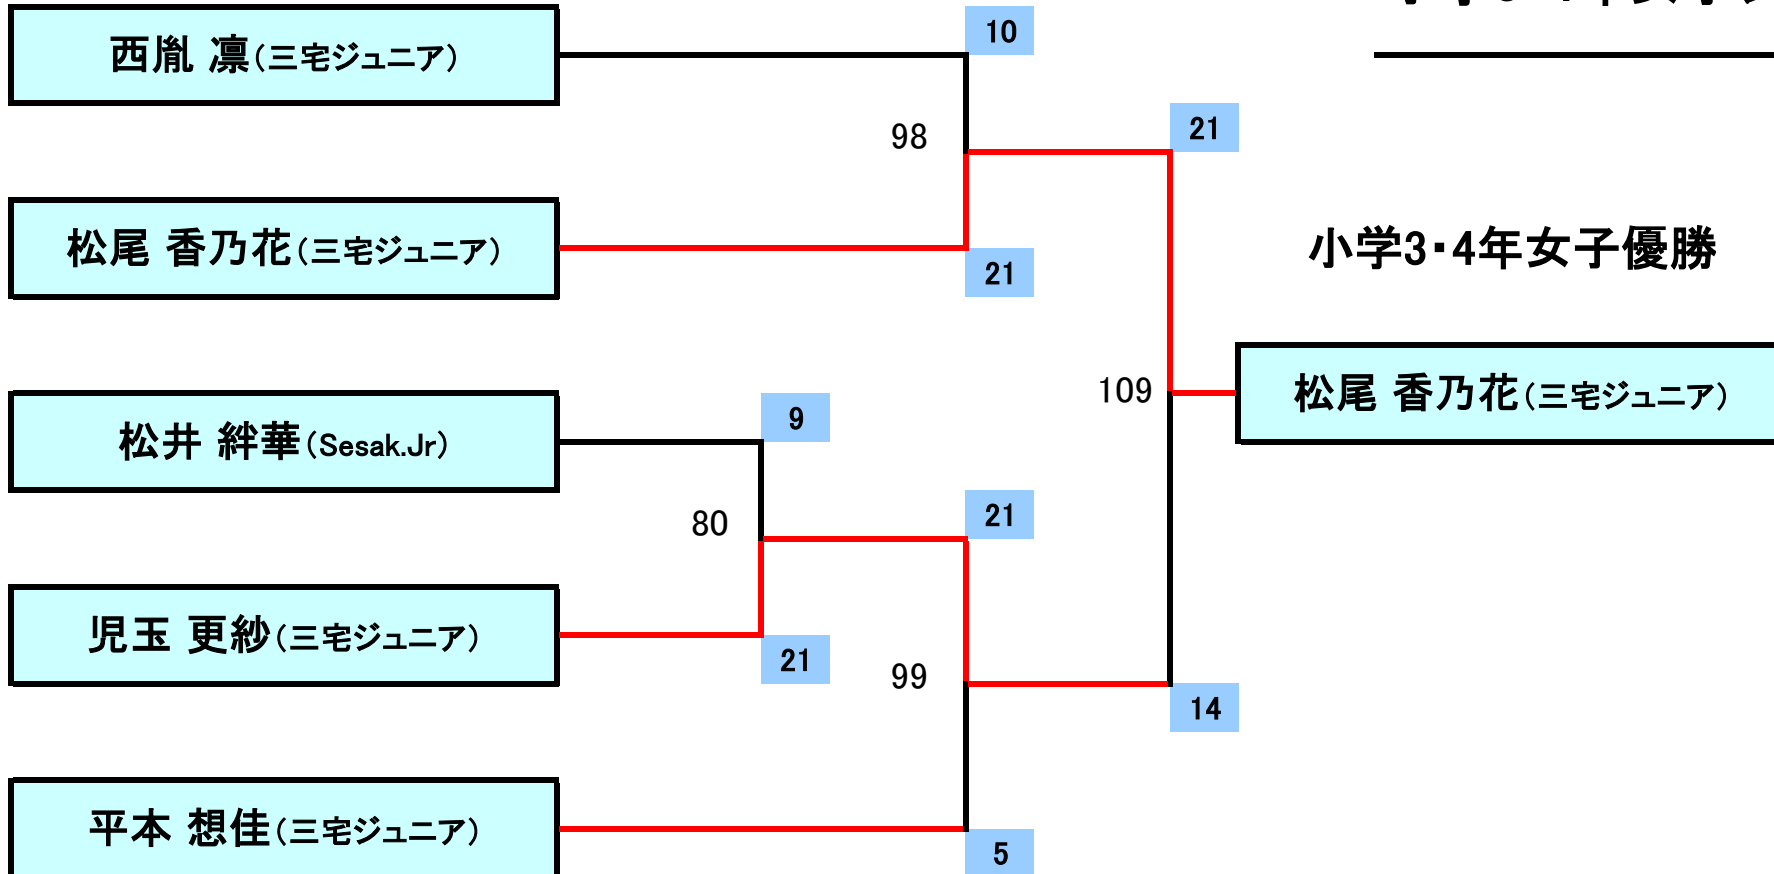 10
西胤 凛(三宅ジュニア)
98
21
松尾 香乃花(三宅ジュニア)
21
小学3・4年女子優勝
109
松尾 香乃花(三宅ジュニア)
松井 絆華(Sesak.Jr)
9
80
21
児玉 更紗(三宅ジュニア)
21
99
14
平本 想佳(三宅ジュニア)
5